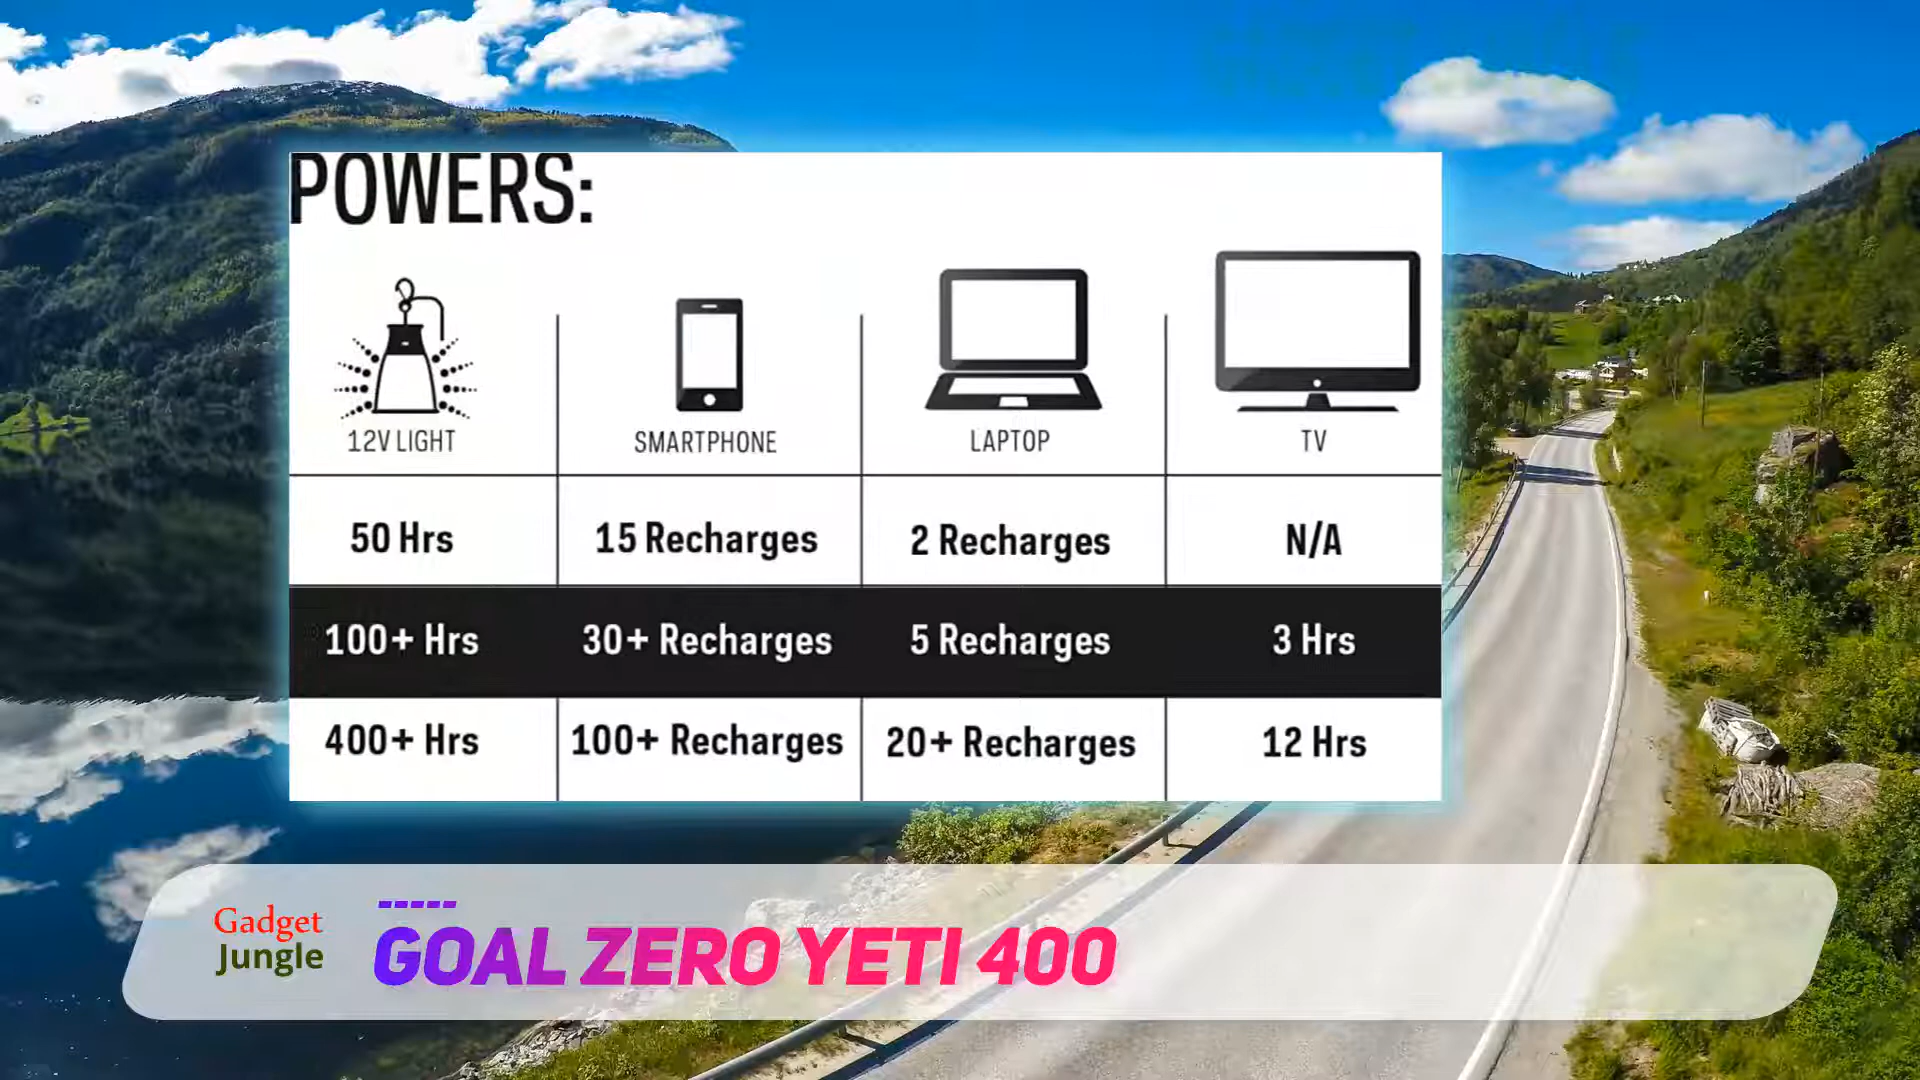 POWERS:
12V LIGHT SMARTPHONE LAPTOP TV
50 Hrs 15 Recharges 2 Recharges N/A
100+ Hrs 30+ Recharges 5 Recharges 3 Hrs
400+ Hrs 100+ Recharges 20+ Recharges 12 Hrs
Gadget
Jungle
GOAL ZERO YETI 400